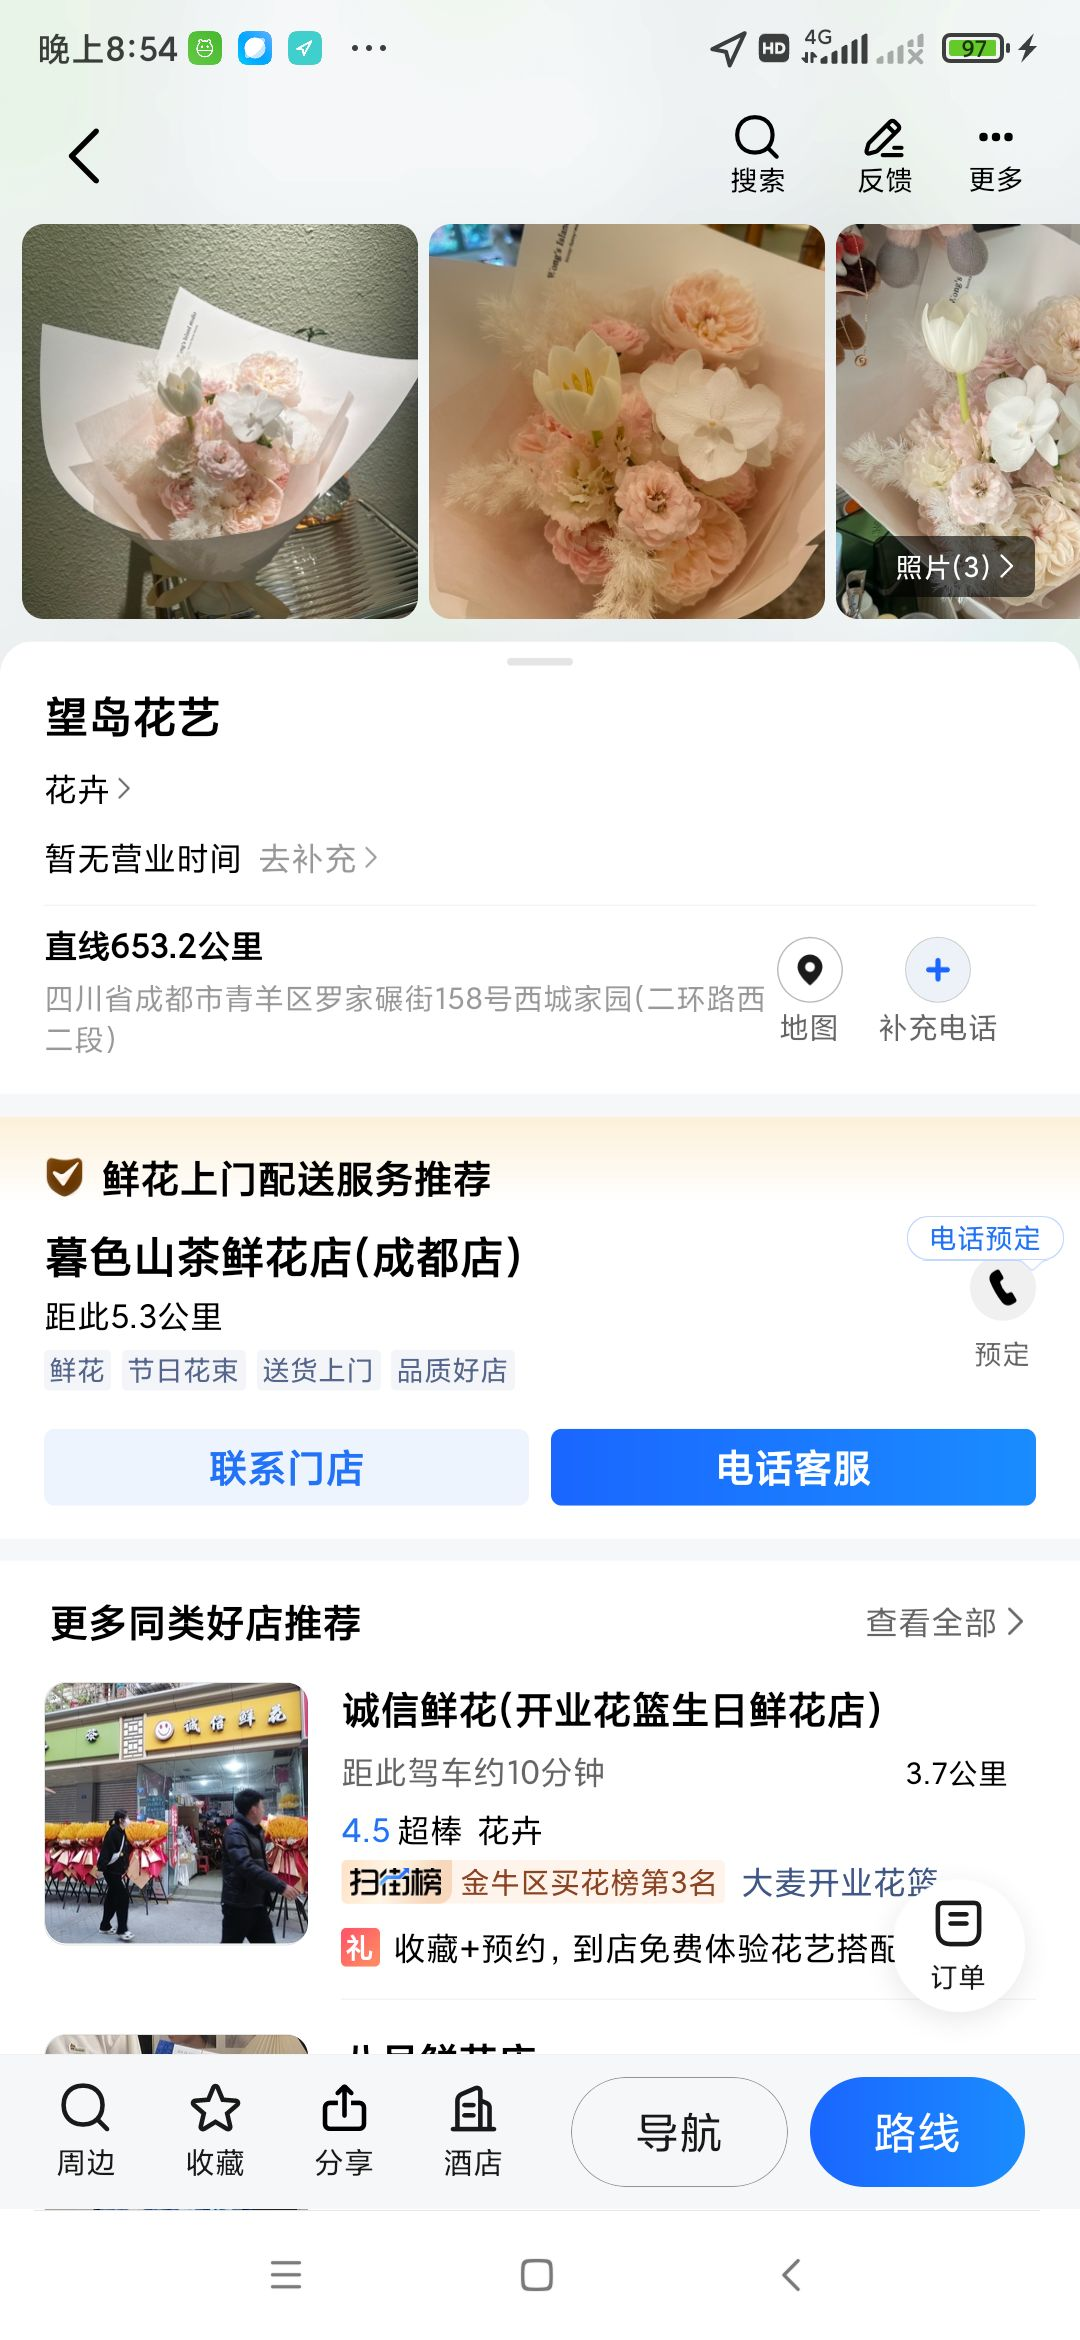 晚上8:54
HD 4G 97
搜索 反馈 更多
Wong's Island
照片(3)
望岛花艺
花卉
暂无营业时间 去补充
直线653.2公里
四川省成都市青羊区罗家碾街158号西城家园(二环路西
二段)
地图 补充电话
鲜花上门配送服务推荐
暮色山茶鲜花店(成都店)
电话预定
距此5.3公里
预定
鲜花 节日花束 送货上门 品质好店
联系门店 电话客服
更多同类好店推荐 查看全部
茶 诚信鲜花
诚信鲜花(开业花篮生日鲜花店)
距此驾车约10分钟 3.7公里
4.5 超棒 花卉
扫街榜 金牛区买花榜第3名 大麦开业花篮
礼 收藏+预约，到店免费体验花艺搭配
订单
周边 收藏 分享 酒店 导航 路线